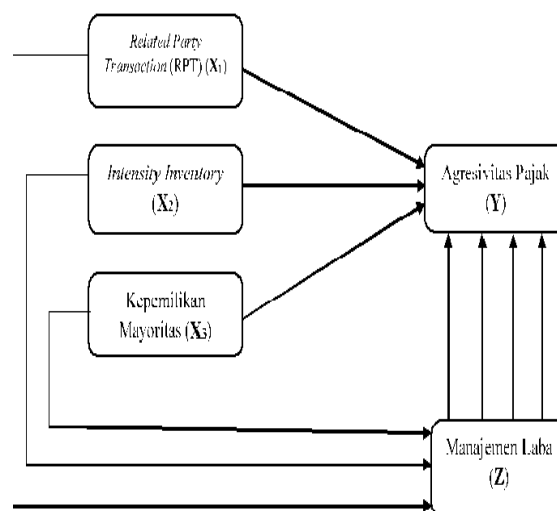 Related Party
Transaction (RPT) (X1)
Intensity Inventory
(X2)
Agresivitas Pajak
(Y)
Kepemilikan
Mayoritas (X3)
Manajemen Laba
(Z)